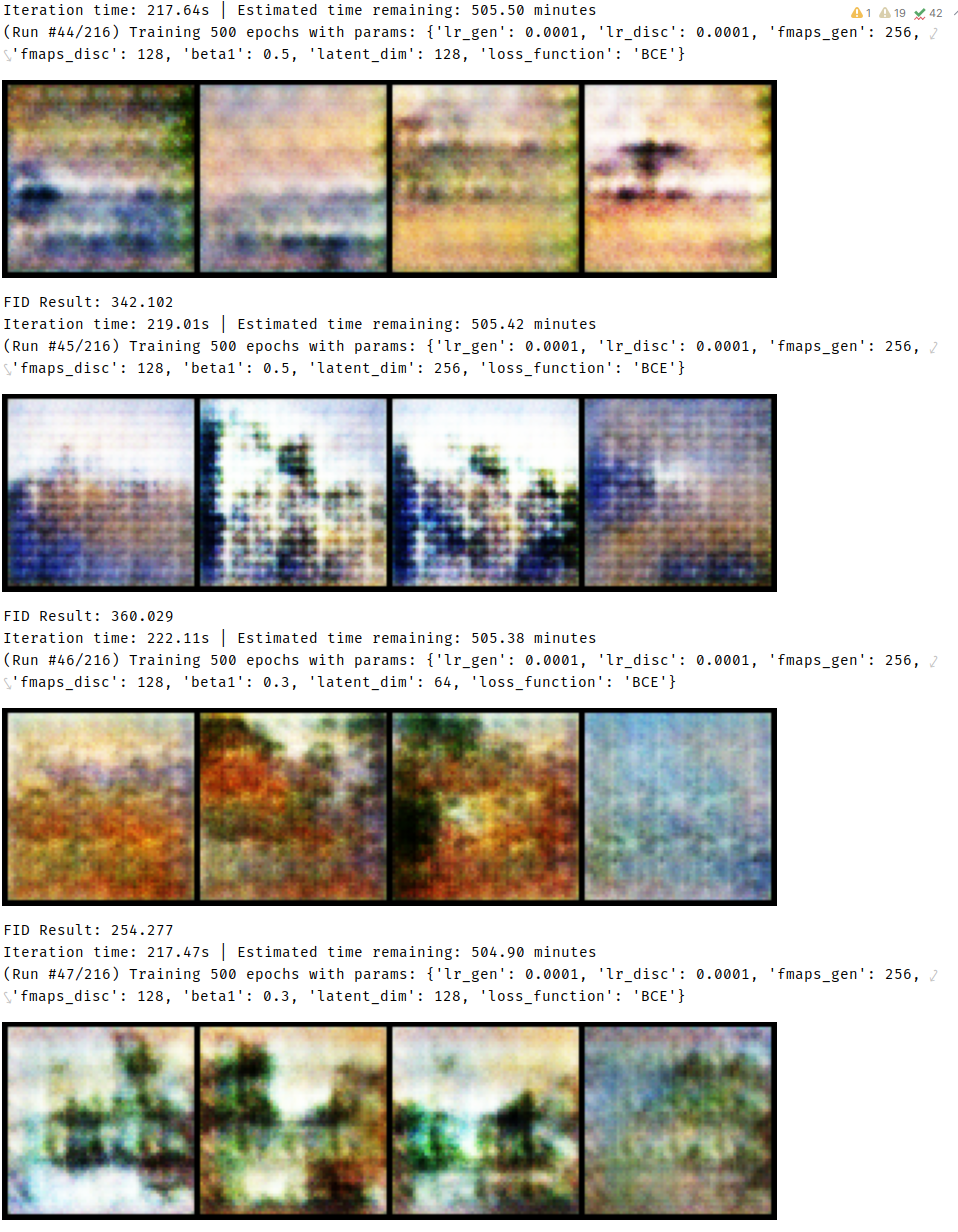 Iteration time: 217.64s | Estimated time remaining: 505.50 minutes
1 19 42
(Run #44/216) Training 500 epochs with params: {'lr_gen': 0.0001, 'lr_disc': 0.0001, 'fmaps_gen': 256,
'fmaps_disc': 128, 'beta1': 0.5, 'latent_dim': 128, 'loss_function': 'BCE'}
FID Result: 342.102
Iteration time: 219.01s | Estimated time remaining: 505.42 minutes
(Run #45/216) Training 500 epochs with params: {'lr_gen': 0.0001, 'lr_disc': 0.0001, 'fmaps_gen': 256,
'fmaps_disc': 128, 'beta1': 0.5, 'latent_dim': 256, 'loss_function': 'BCE'}
FID Result: 360.029
Iteration time: 222.11s | Estimated time remaining: 505.38 minutes
(Run #46/216) Training 500 epochs with params: {'lr_gen': 0.0001, 'lr_disc': 0.0001, 'fmaps_gen': 256,
'fmaps_disc': 128, 'beta1': 0.3, 'latent_dim': 64, 'loss_function': 'BCE'}
FID Result: 254.277
Iteration time: 217.47s | Estimated time remaining: 504.90 minutes
(Run #47/216) Training 500 epochs with params: {'lr_gen': 0.0001, 'lr_disc': 0.0001, 'fmaps_gen': 256,
'fmaps_disc': 128, 'beta1': 0.3, 'latent_dim': 128, 'loss_function': 'BCE'}